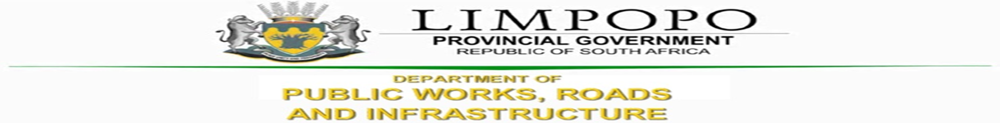 LIMPOPO
PROVINCIAL GOVERNMENT
REPUBLIC OF SOUTH AFRICA
DEPARTMENT OF
PUBLIC WORKS, ROADS
AND INFRASTRUCTURE